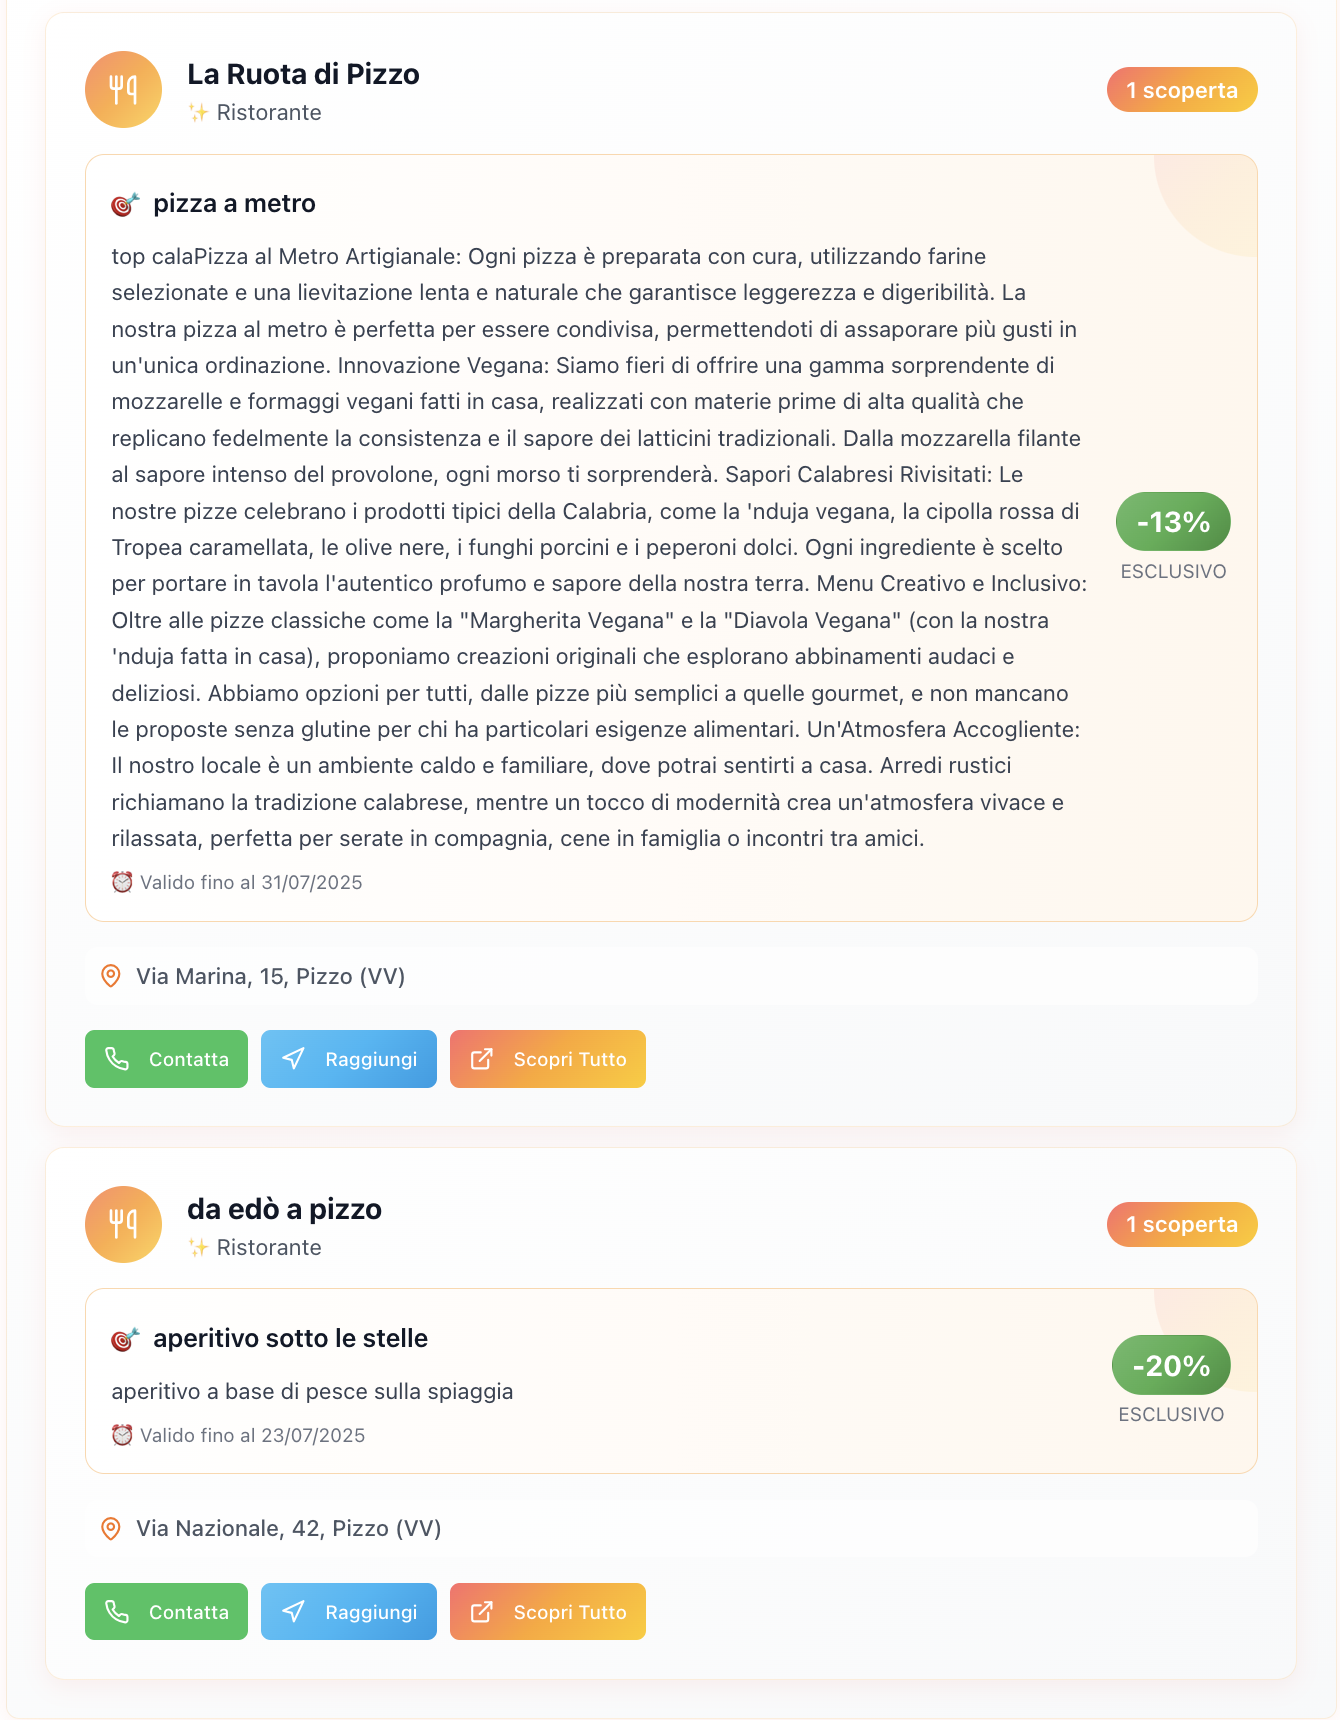 La Ruota di Pizzo
✨ Ristorante
1 scoperta
🎯 pizza a metro
top calaPizza al Metro Artigianale: Ogni pizza è preparata con cura, utilizzando farine
selezionate e una lievitazione lenta e naturale che garantisce leggerezza e digeribilità. La
nostra pizza al metro è perfetta per essere condivisa, permettendoti di assaporare più gusti in
un'unica ordinazione. Innovazione Vegana: Siamo fieri di offrire una gamma sorprendente di
mozzarelle e formaggi vegani fatti in casa, realizzati con materie prime di alta qualità che
replicano fedelmente la consistenza e il sapore dei latticini tradizionali. Dalla mozzarella filante
al sapore intenso del provolone, ogni morso ti sorprenderà. Sapori Calabresi Rivisitati: Le
nostre pizze celebrano i prodotti tipici della Calabria, come la 'nduja vegana, la cipolla rossa di
Tropea caramellata, le olive nere, i funghi porcini e i peperoni dolci. Ogni ingrediente è scelto
per portare in tavola l'autentico profumo e sapore della nostra terra. Menu Creativo e Inclusivo:
Oltre alle pizze classiche come la "Margherita Vegana" e la "Diavola Vegana" (con la nostra
'nduja fatta in casa), proponiamo creazioni originali che esplorano abbinamenti audaci e
deliziosi. Abbiamo opzioni per tutti, dalle pizze più semplici a quelle gourmet, e non mancano
le proposte senza glutine per chi ha particolari esigenze alimentari. Un'Atmosfera Accogliente:
Il nostro locale è un ambiente caldo e familiare, dove potrai sentirti a casa. Arredi rustici
richiamano la tradizione calabrese, mentre un tocco di modernità crea un'atmosfera vivace e
rilassata, perfetta per serate in compagnia, cene in famiglia o incontri tra amici.
⏰ Valido fino al 31/07/2025
-13%
ESCLUSIVO
Via Marina, 15, Pizzo (VV)
Contatta
Raggiungi
Scopri Tutto
da edò a pizzo
✨ Ristorante
1 scoperta
🎯 aperitivo sotto le stelle
aperitivo a base di pesce sulla spiaggia
⏰ Valido fino al 23/07/2025
-20%
ESCLUSIVO
Via Nazionale, 42, Pizzo (VV)
Contatta
Raggiungi
Scopri Tutto